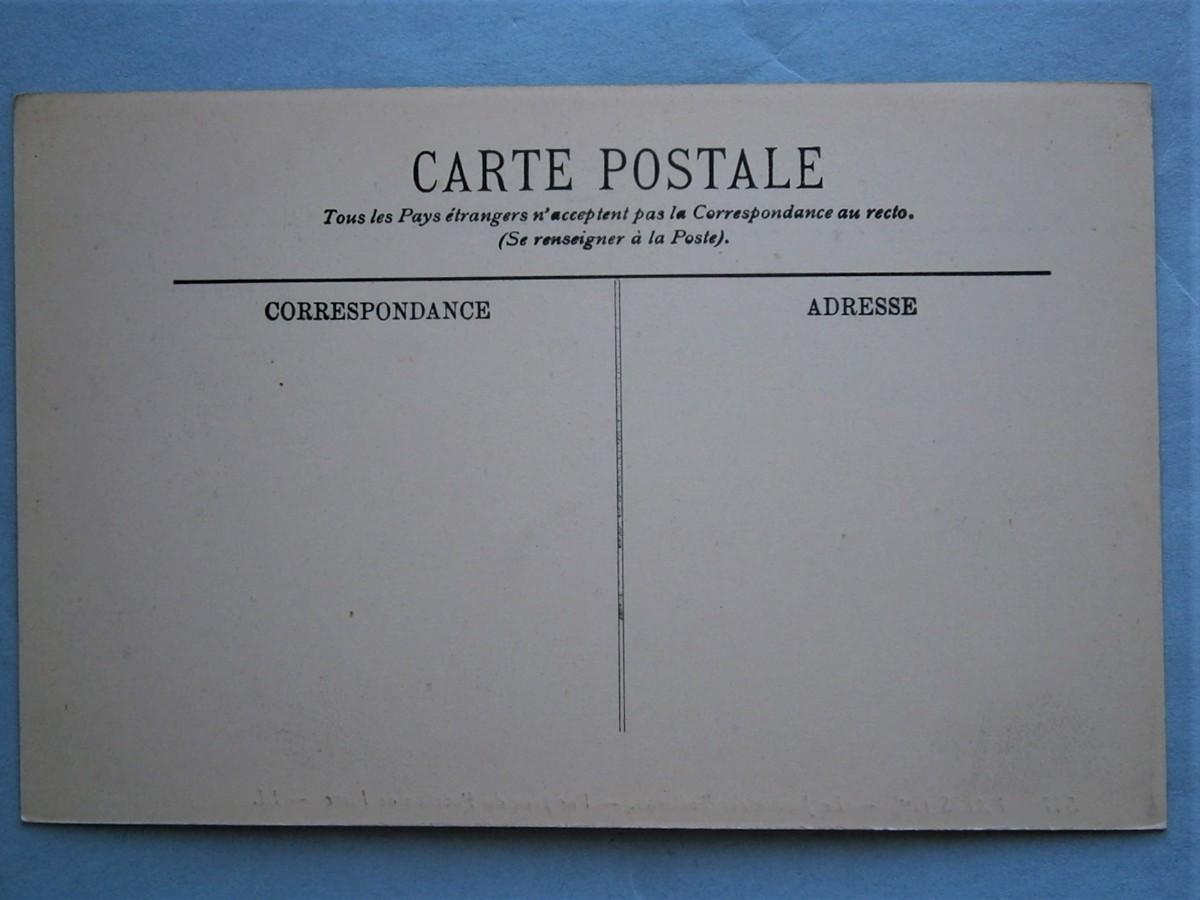 CARTE POSTALE
Tous les Pays étrangers n'acceptent pas la Correspondance au recto.
(Se renseigner à la Poste).
CORRESPONDANCE
ADRESSE